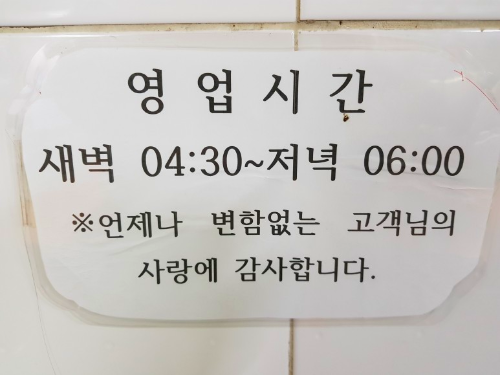 영 업 시 간
새벽 04:30~저녁 06:00
※언제나 변함없는 고객님의
사랑에 감사합니다.